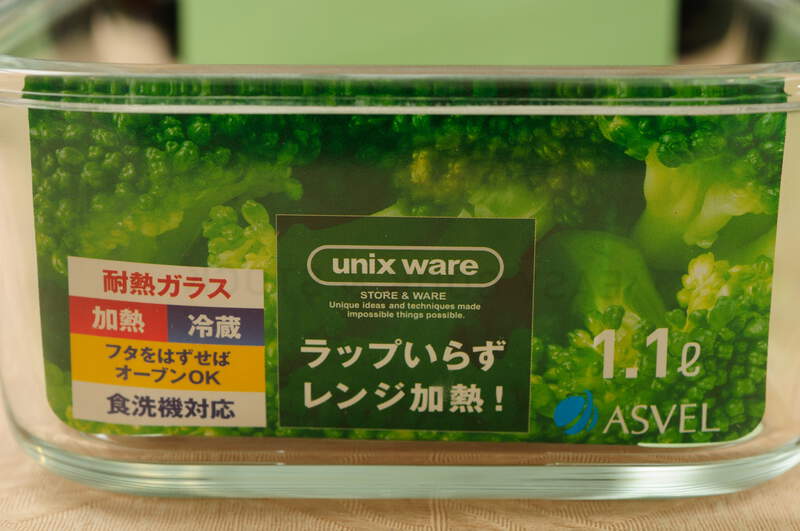 耐熱ガラス
加熱 冷蔵
フタをはずせば
オーブンOK
食洗機対応
unix ware
STORE & WARE
Unique ideas and techniques made
impossible things possible.
ラップいらず
レンジ加熱!
1.1ℓ
ASVEL